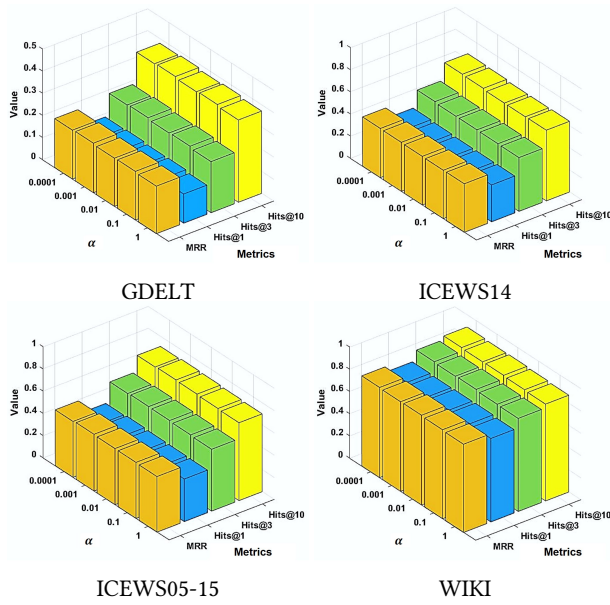 0.5
0.4
0.3
0.2
0.1
0
Value
0.0001
0.001
0.01
0.1
1
α
MRR
Hits@1
Hits@3
Hits@10
Metrics
GDELT
1
0.8
0.6
0.4
0.2
0
Value
0.0001
0.001
0.01
0.1
1
α
MRR
Hits@1
Hits@3
Hits@10
Metrics
ICEWS14
1
0.8
0.6
0.4
0.2
0
Value
0.0001
0.001
0.01
0.1
1
α
MRR
Hits@1
Hits@3
Hits@10
Metrics
ICEWS05-15
1
0.8
0.6
0.4
0.2
0
Value
0.0001
0.001
0.01
0.1
1
α
MRR
Hits@1
Hits@3
Hits@10
Metrics
WIKI